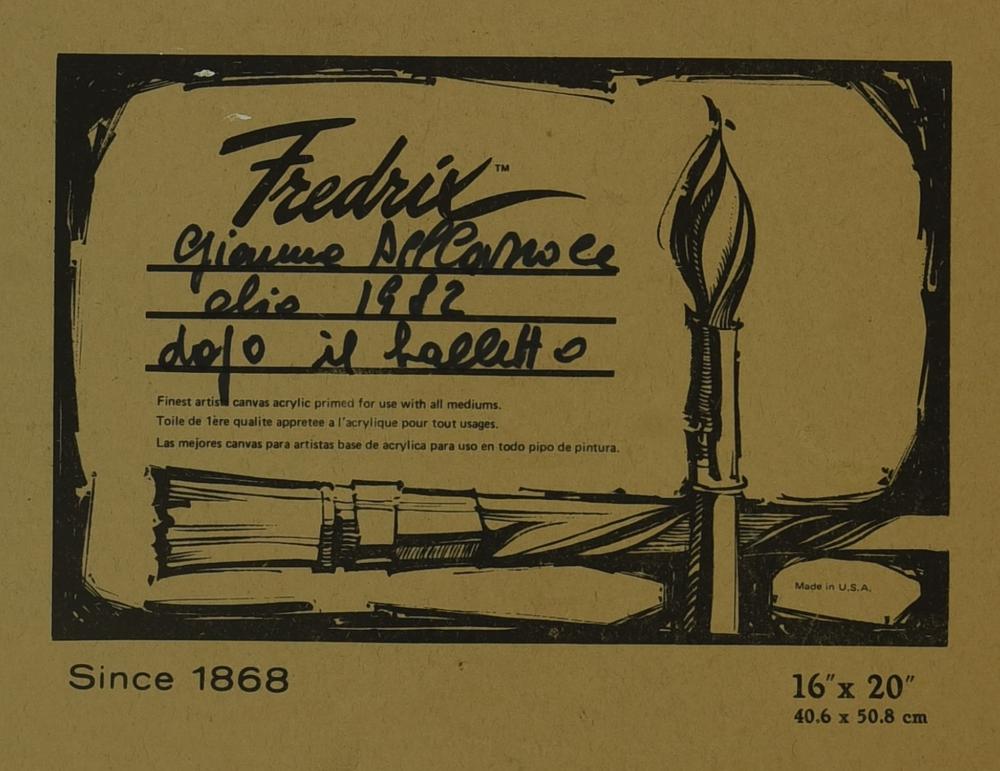 Fredrix™
Gianna
olio 1982
dopo il balletto
Finest artist canvas acrylic primed for use with all mediums.
Toile de 1ère qualite appretee a l'acrylique pour tout usages.
Las mejores canvas para artistas base de acrylica para uso en todo pipo de pintura.
Made in U.S.A.
Since 1868
16" x 20"
40.6 x 50.8 cm